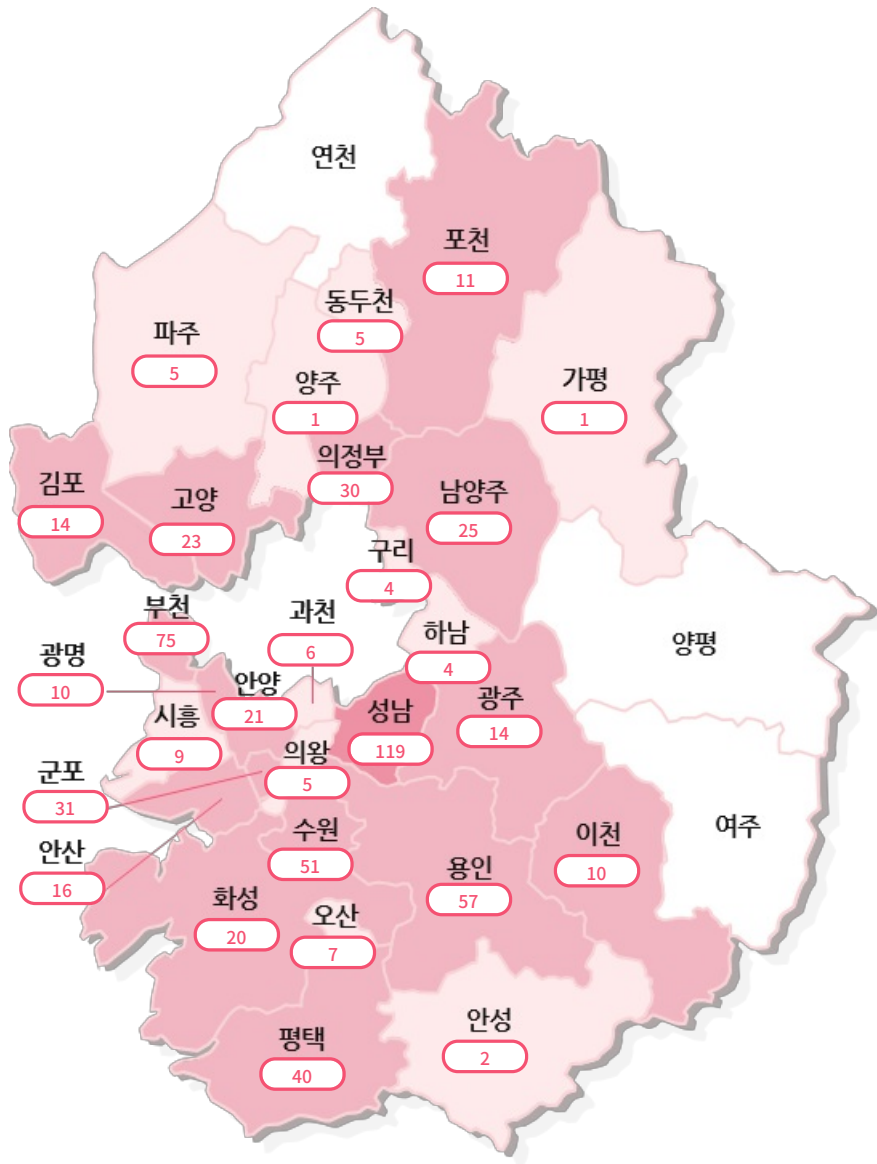 연천
포천
11
동두천
5
파주
5
양주
1
가평
1
의정부
30
김포
14
고양
23
남양주
25
구리
4
부천
75
과천
6
하남
4
양평
광명
10
안양
21
시흥
9
성남
119
광주
14
의왕
5
군포
31
수원
51
이천
10
여주
안산
16
용인
57
화성
20
오산
7
안성
2
평택
40